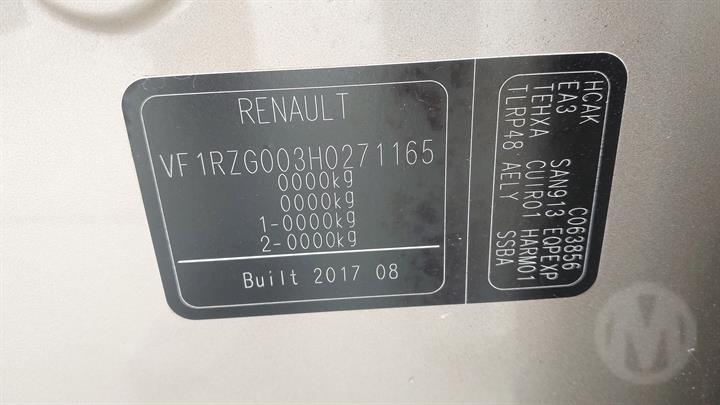 RENAULT
VF1RZG003H0271165
0000kg
0000kg
1-0000kg
2-0000kg
Built 2017 08
HCAK C063856
EA3 SAN913 EQPEXP
TEHXA CUIR01 HARM01
TLRP48 AELY SSBA
M